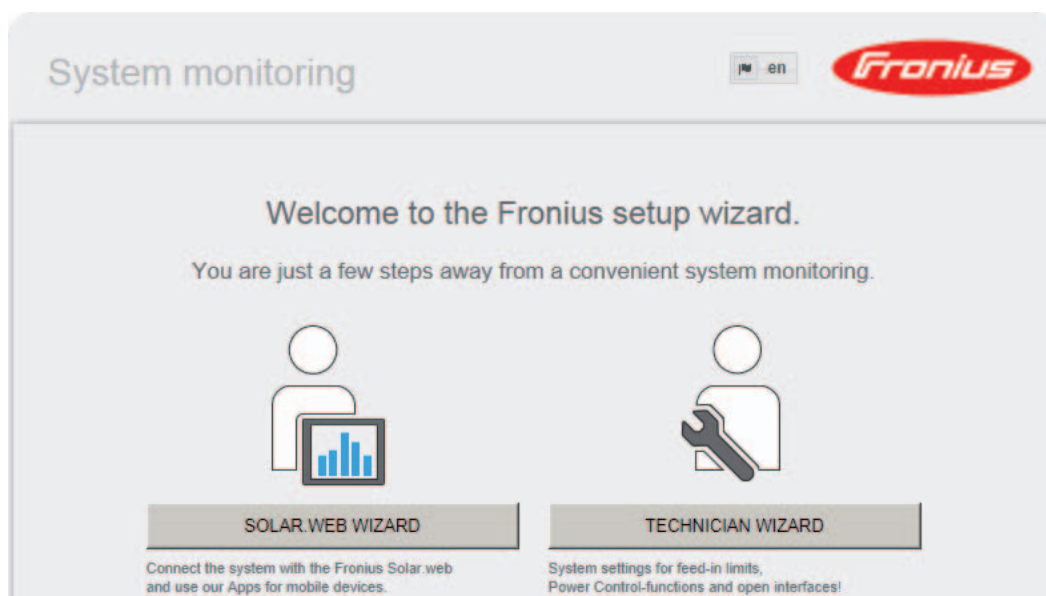 System monitoring
en
Fronius
Welcome to the Fronius setup wizard.
You are just a few steps away from a convenient system monitoring.
SOLAR.WEB WIZARD
TECHNICIAN WIZARD
Connect the system with the Fronius Solar.web
and use our Apps for mobile devices.
System settings for feed-in limits,
Power Control-functions and open interfaces!